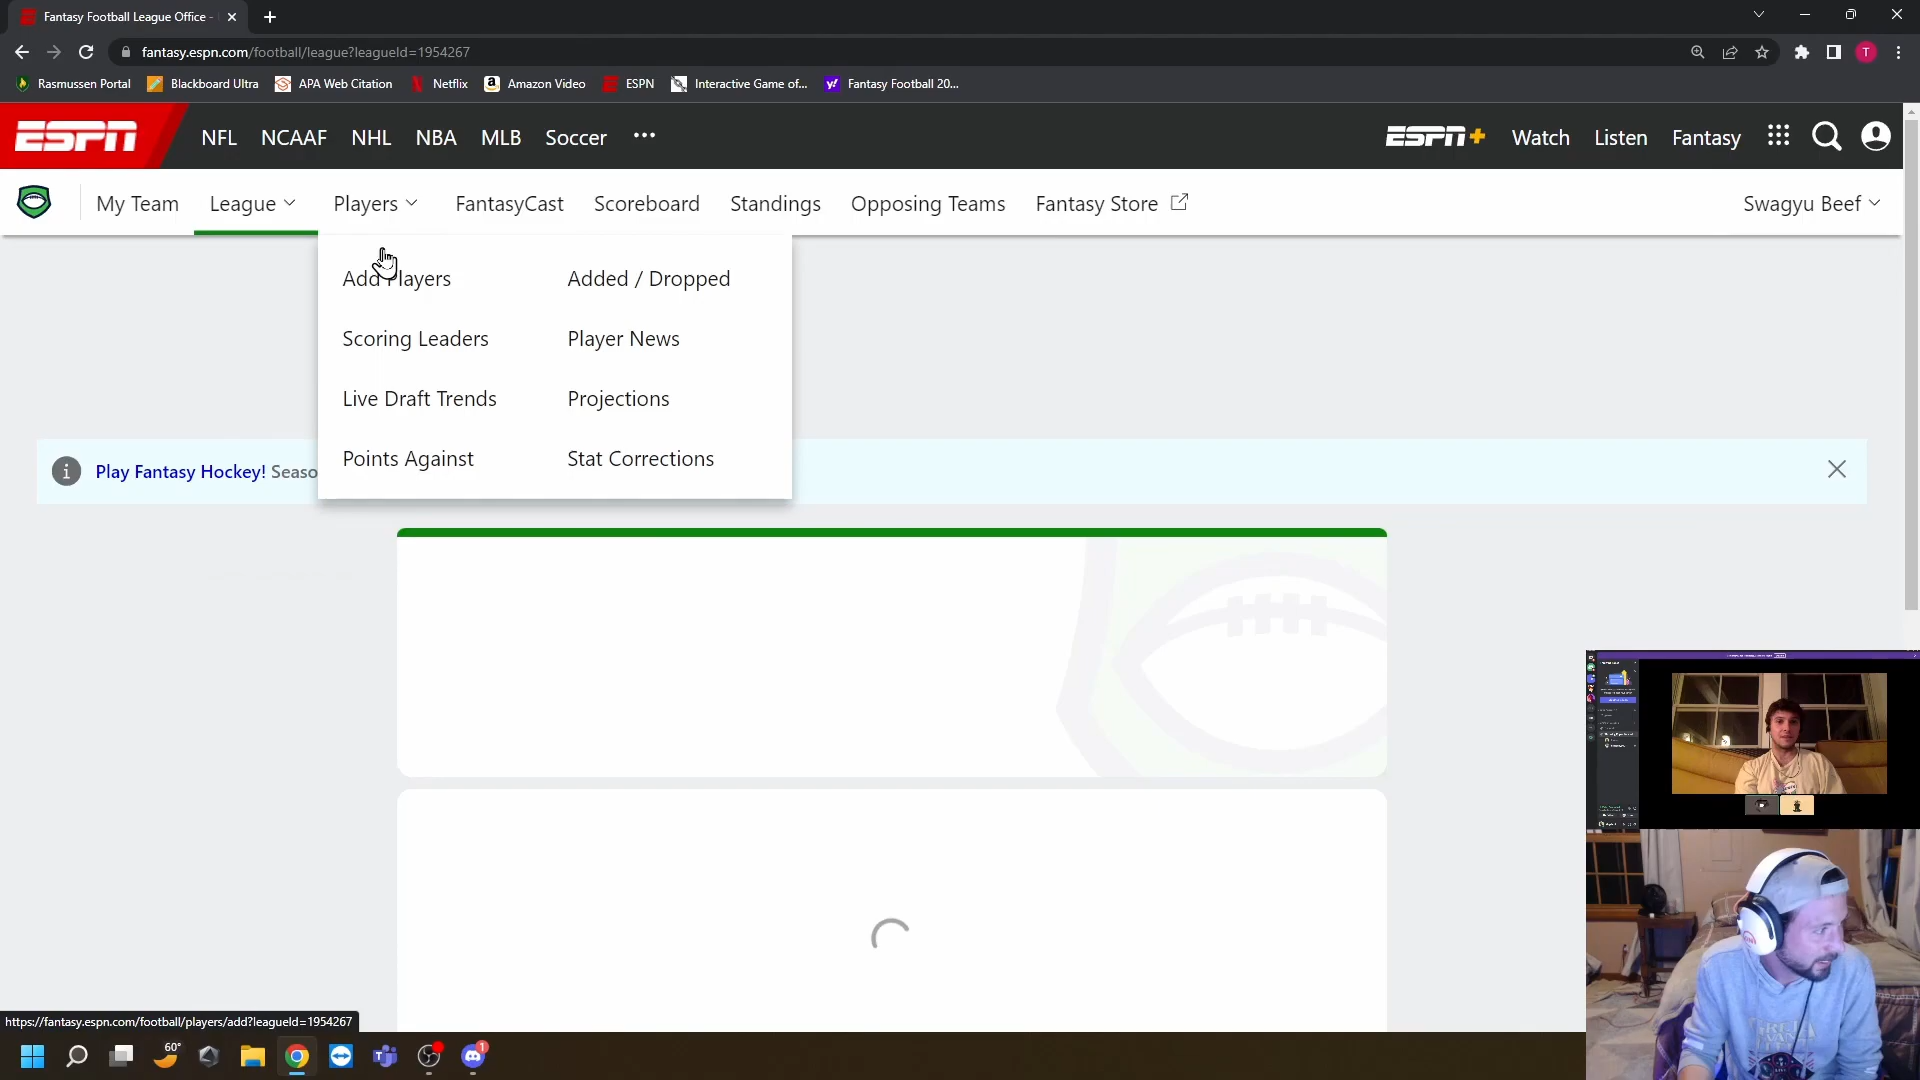 Fantasy Football League Office -
fantasy.espn.com/football/league?leagueId=1954267
T
Rasmussen Portal
Blackboard Ultra
APA Web Citation
Netflix
Amazon Video
ESPN
Interactive Game of...
Fantasy Football 20...
ESPN
NFL
NCAAF
NHL
NBA
MLB
Soccer
ESPN+
Watch
Listen
Fantasy
My Team
League
Players
FantasyCast
Scoreboard
Standings
Opposing Teams
Fantasy Store
Swagyu Beef
Add Players
Added / Dropped
Scoring Leaders
Player News
Live Draft Trends
Projections
Points Against
Stat Corrections
Play Fantasy Hockey! Seaso
https://fantasy.espn.com/football/players/add?leagueId=1954267
60°
1